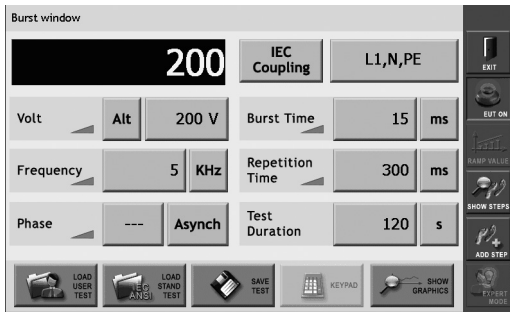 Burst window
200
IEC
Coupling
L1,N,PE
EXIT
Volt
Alt
200 V
Burst Time
15
ms
EUT ON
Frequency
5
KHz
Repetition
Time
300
ms
RAMP VALUE
SHOW STEPS
Phase
---
Asynch
Test
Duration
120
s
ADD STEP
LOAD
USER
TEST
IEC
ANSI
LOAD
STAND
TEST
SAVE
TEST
KEYPAD
SHOW
GRAPHICS
EXPERT
MODE